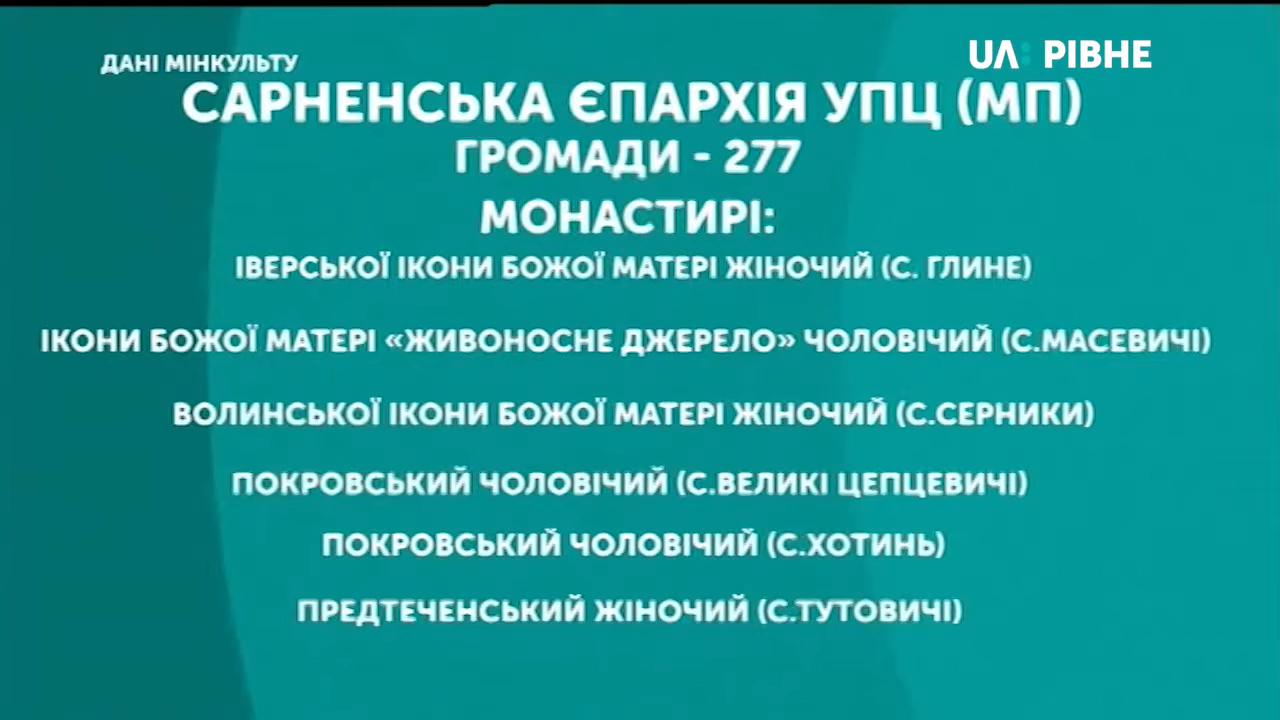 ДАНІ МІНКУЛЬТУ
UA: РІВНЕ
САРНЕНСЬКА ЄПАРХІЯ УПЦ (МП)
ГРОМАДИ - 277
МОНАСТИРІ:
ІВЕРСЬКОЇ ІКОНИ БОЖОЇ МАТЕРІ ЖІНОЧИЙ (С. ГЛИНЕ)
ІКОНИ БОЖОЇ МАТЕРІ «ЖИВОНОСНЕ ДЖЕРЕЛО» ЧОЛОВІЧИЙ (С.МАСЕВИЧІ)
ВОЛИНСЬКОЇ ІКОНИ БОЖОЇ МАТЕРІ ЖІНОЧИЙ (С.СЕРНИКИ)
ПОКРОВСЬКИЙ ЧОЛОВІЧИЙ (С.ВЕЛИКІ ЦЕПЦЕВИЧІ)
ПОКРОВСЬКИЙ ЧОЛОВІЧИЙ (С.ХОТИНЬ)
ПРЕДТЕЧЕНСЬКИЙ ЖІНОЧИЙ (С.ТУТОВИЧІ)